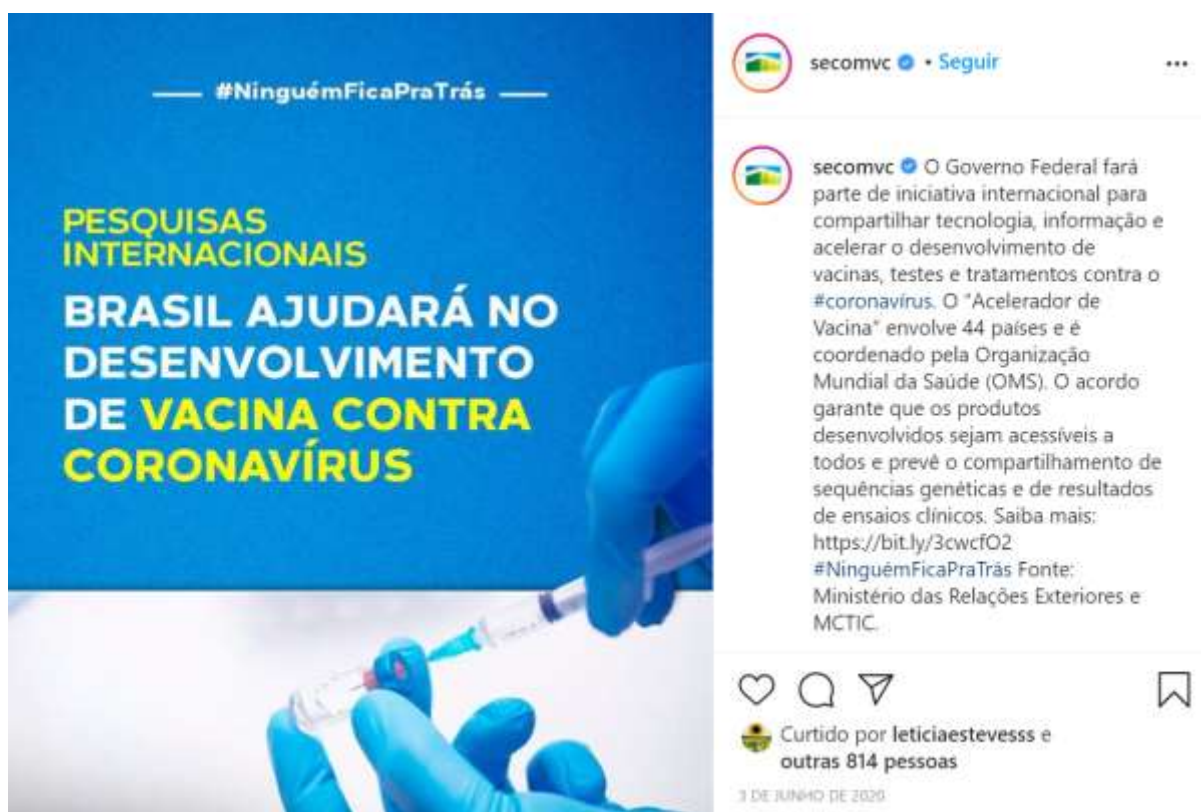 #NinguémFicaPraTrás
PESQUISAS
INTERNACIONAIS
BRASIL AJUDARÁ NO
DESENVOLVIMENTO
DE VACINA CONTRA
CORONAVÍRUS
secomvc • Seguir
secomvc O Governo Federal fará
parte de iniciativa internacional para
compartilhar tecnologia, informação e
acelerar o desenvolvimento de
vacinas, testes e tratamentos contra o
#coronavírus. O "Acelerador de
Vacina" envolve 44 países e é
coordenado pela Organização
Mundial da Saúde (OMS). O acordo
garante que os produtos
desenvolvidos sejam acessíveis a
todos e prevê o compartilhamento de
sequências genéticas e de resultados
de ensaios clínicos. Saiba mais:
https://bit.ly/3cwcfO2
#NinguémFicaPraTrás Fonte:
Ministério das Relações Exteriores e
MCTIC.
Curtido por leticiaestevesss e
outras 814 pessoas
3 DE JUNHO DE 2020